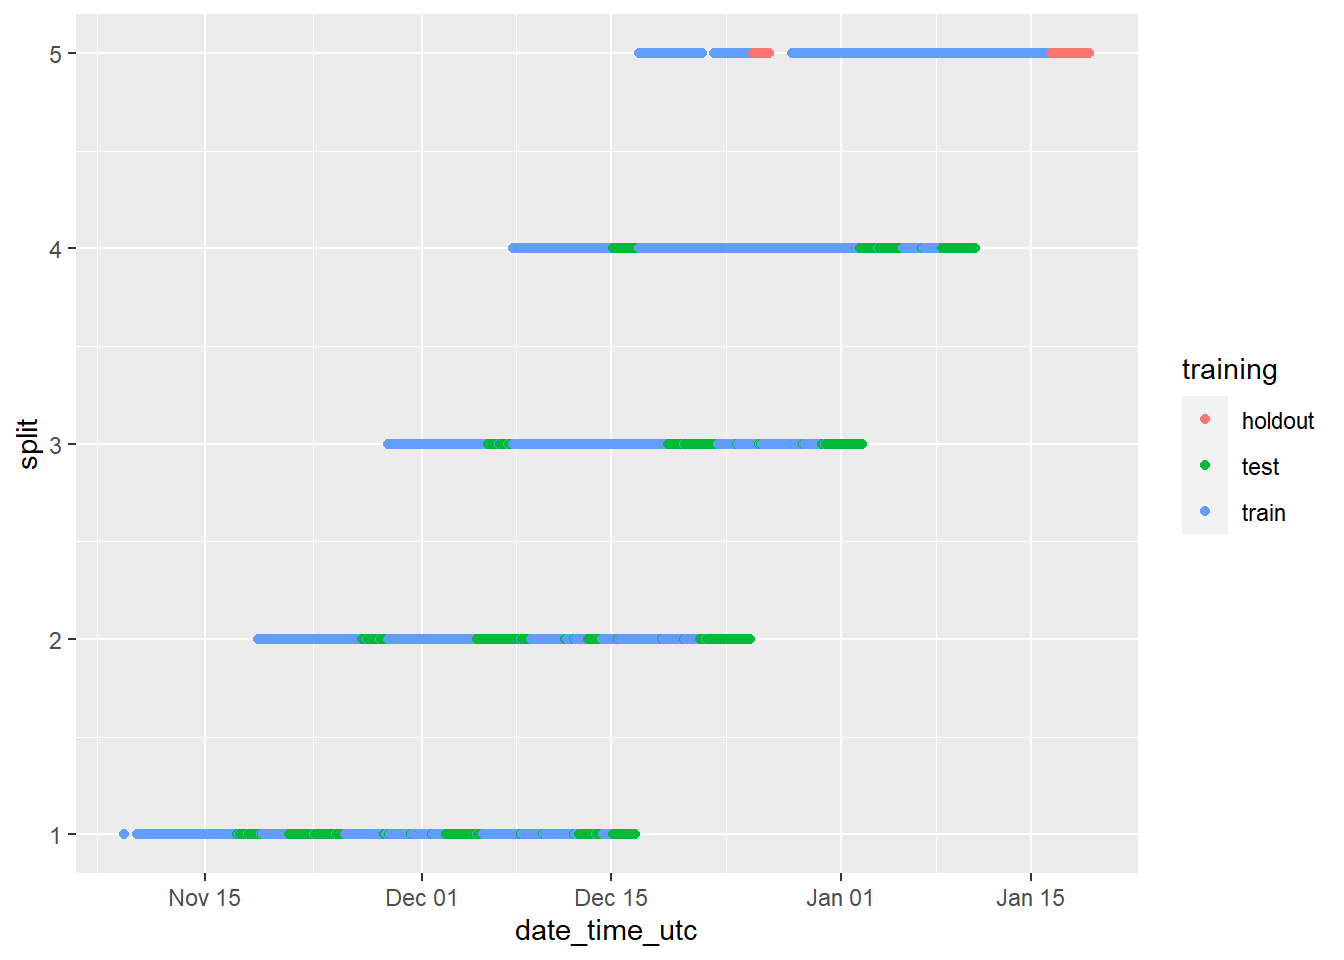 5
4
3
2
1
split
Nov 15
Dec 01
Dec 15
Jan 01
Jan 15
date_time_utc
training
holdout
test
train